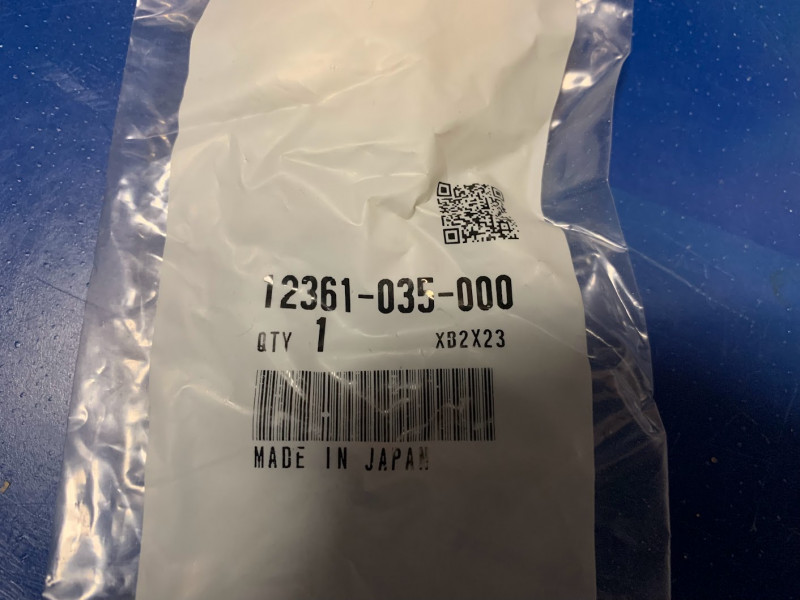 12361-035-000
QTY 1 XB2X23
MADE IN JAPAN